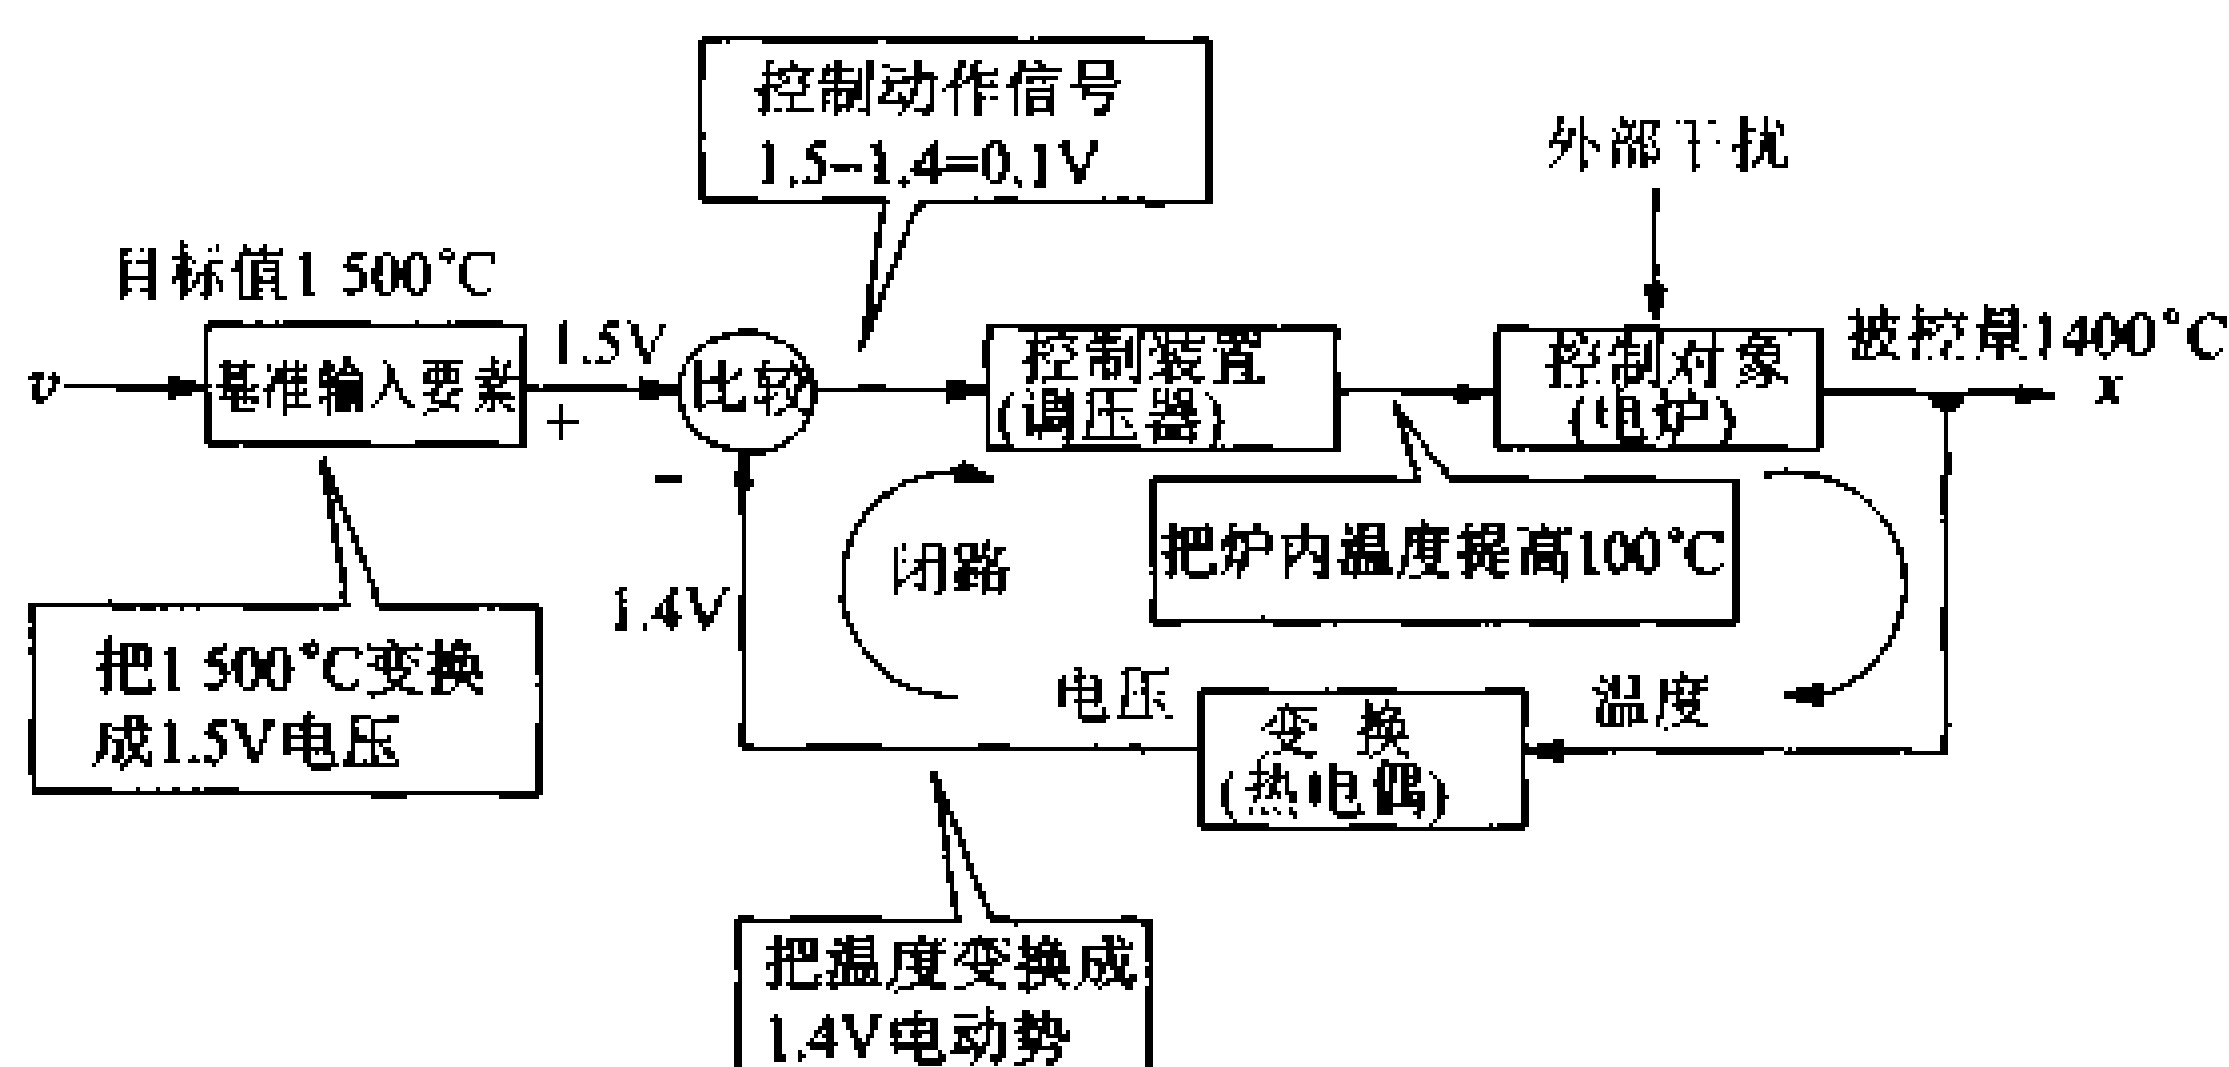 控制动作信号
1.5-1.4=0.1V
外部干扰
目标值1 500°C
1.5V
被控量1400°C
υ
基准输入要素
+
比较
控制装置
(调压器)
控制对象
(电炉)
x
-
闭路
把炉内温度提高100°C
1.4V
把1 500°C变换
成1.5V电压
电压
变 换
(热电偶)
温度
把温度变换成
1.4V电动势